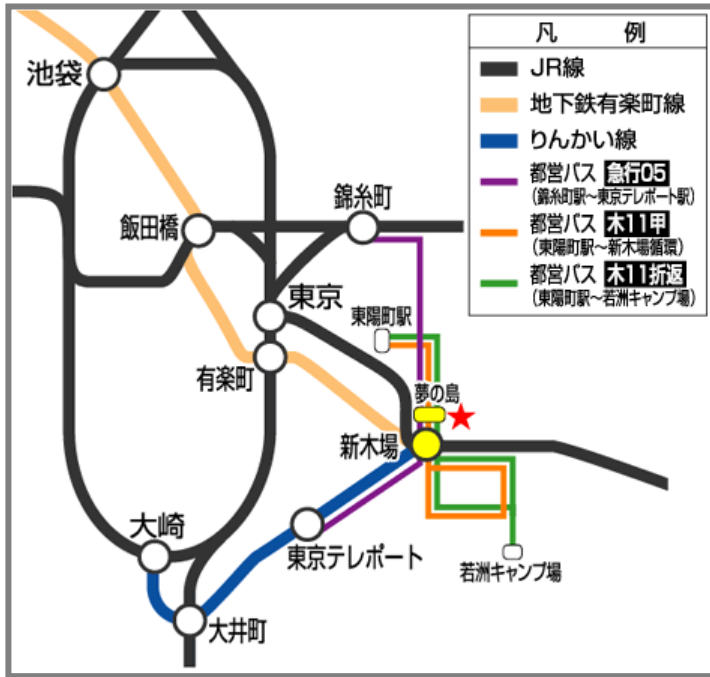 凡　　例
JR線
地下鉄有楽町線
りんかい線
都営バス 急行05
(錦糸町駅～東京テレポート駅)
都営バス 木11甲
(東陽町駅～新木場循環)
都営バス 木11折返
(東陽町駅～若洲キャンプ場)
池袋
錦糸町
飯田橋
東京
東陽町駅
有楽町
夢の島
新木場
大崎
東京テレポート
若洲キャンプ場
大井町